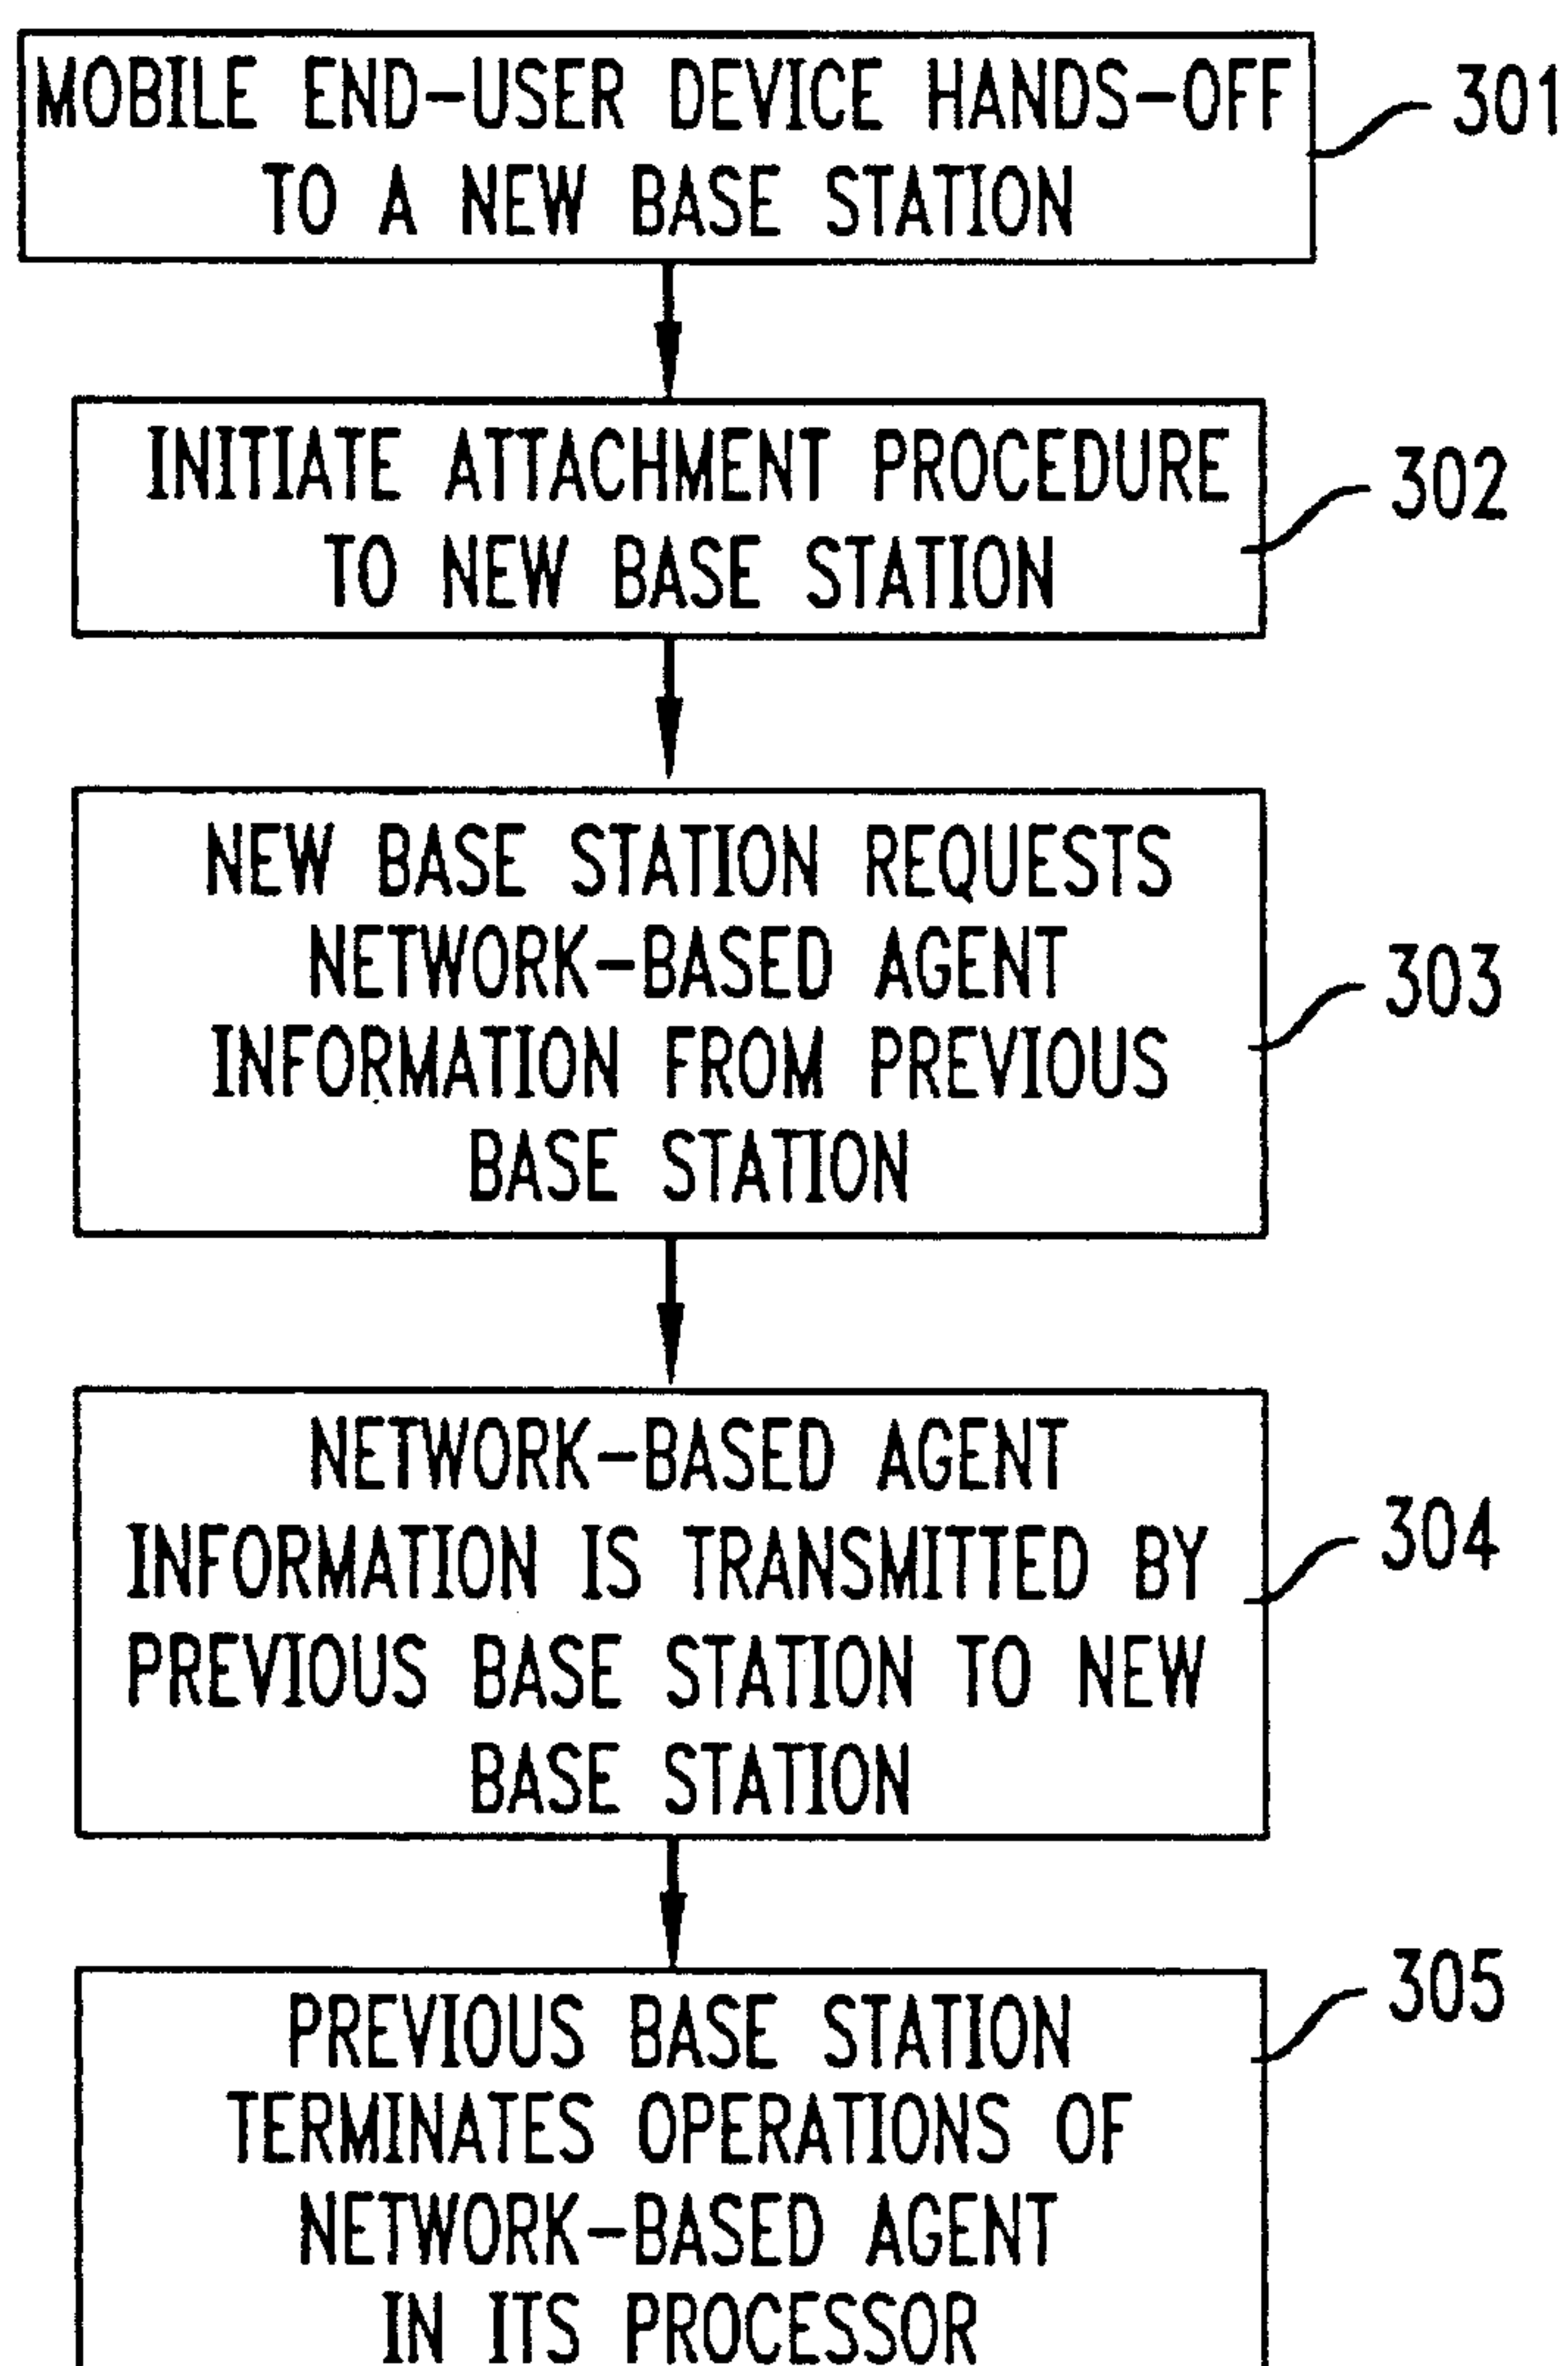 MOBILE END-USER DEVICE HANDS-OFF
TO A NEW BASE STATION
301
INITIATE ATTACHMENT PROCEDURE
TO NEW BASE STATION
302
NEW BASE STATION REQUESTS
NETWORK-BASED AGENT
INFORMATION FROM PREVIOUS
BASE STATION
303
NETWORK-BASED AGENT
INFORMATION IS TRANSMITTED BY
PREVIOUS BASE STATION TO NEW
BASE STATION
304
PREVIOUS BASE STATION
TERMINATES OPERATIONS OF
NETWORK-BASED AGENT
IN ITS PROCESSOR
305